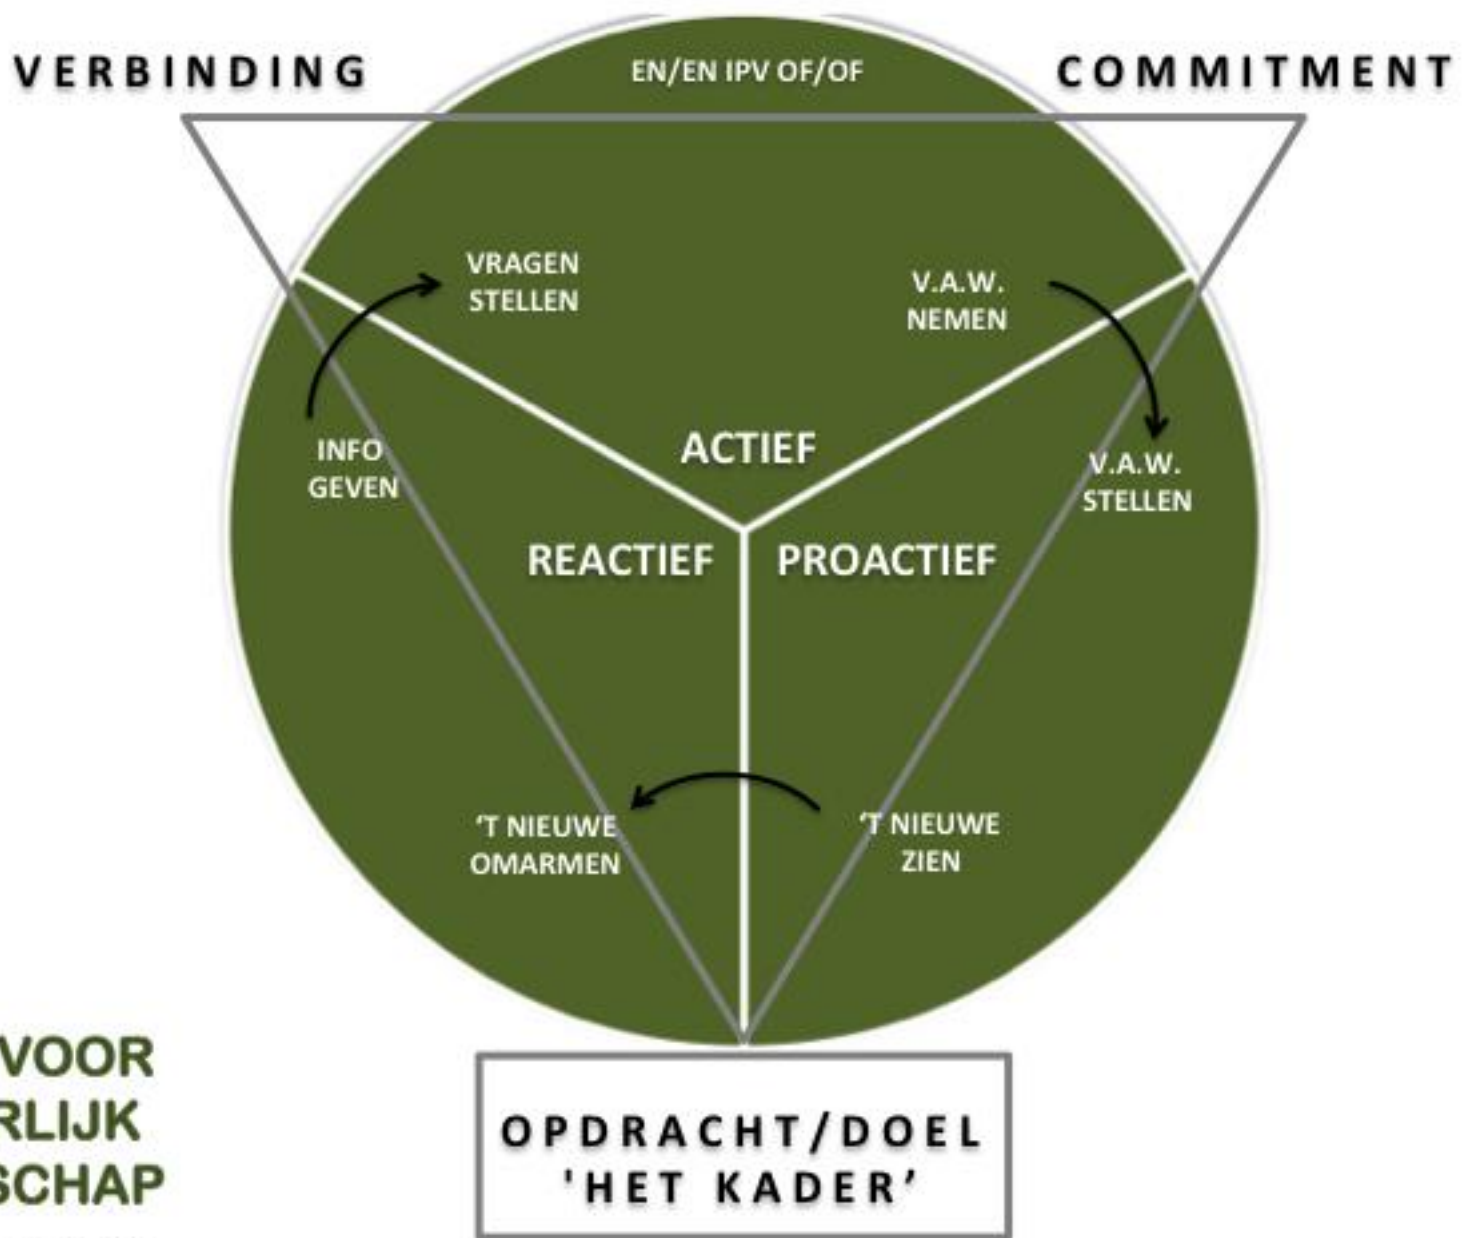 VERBINDING
EN/EN IPV OF/OF
COMMITMENT
VRAGEN
STELLEN
V.A.W.
NEMEN
INFO
GEVEN
ACTIEF
V.A.W.
STELLEN
REACTIEF
PROACTIEF
‘T NIEUWE
OMARMEN
‘T NIEUWE
ZIEN
VOOR
RLIJK
SCHAP
OPDRACHT/DOEL
'HET KADER’